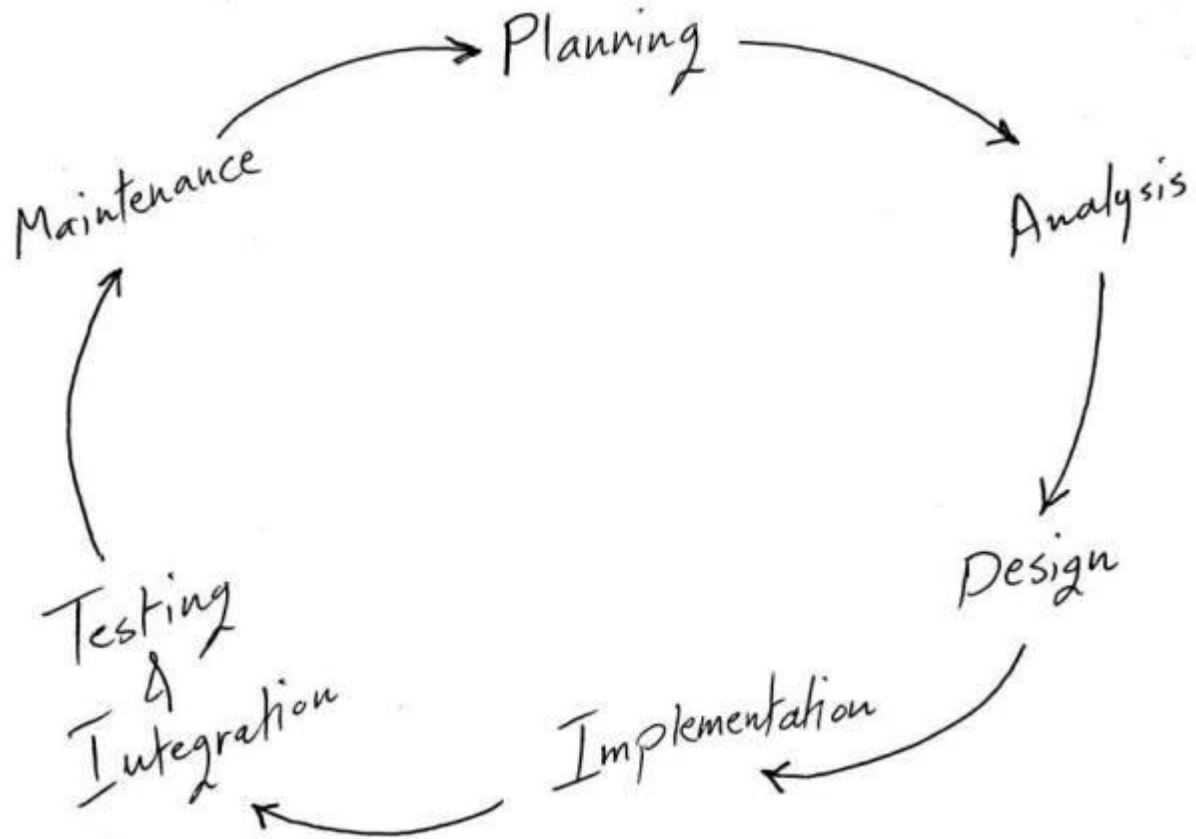 Planning
Analysis
Design
Implementation
Testing
&
Integration
Maintenance